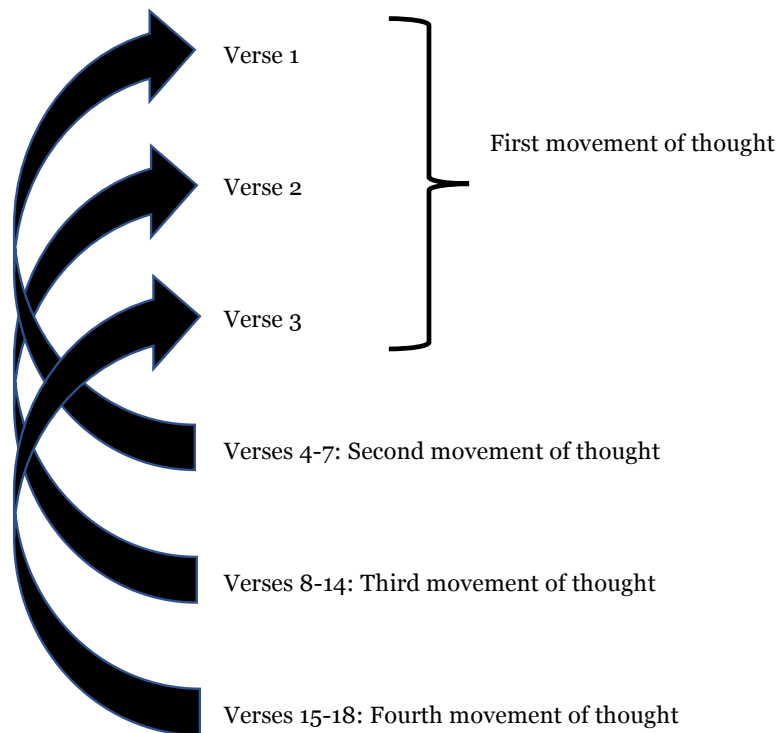 Verse 1
First movement of thought
Verse 2
Verse 3
Verses 4-7: Second movement of thought
Verses 8-14: Third movement of thought
Verses 15-18: Fourth movement of thought